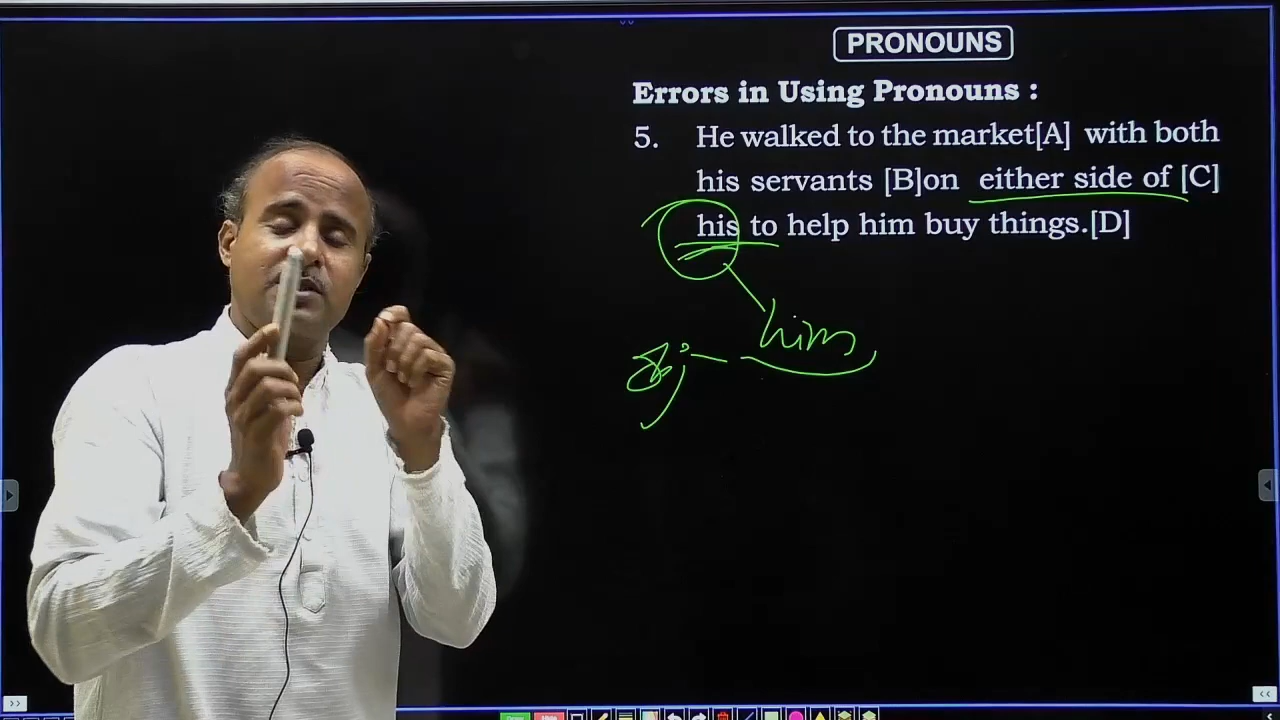 PRONOUNS
Errors in Using Pronouns :
5. He walked to the market[A] with both
his servants [B]on either side of [C]
his to help him buy things.[D]
him